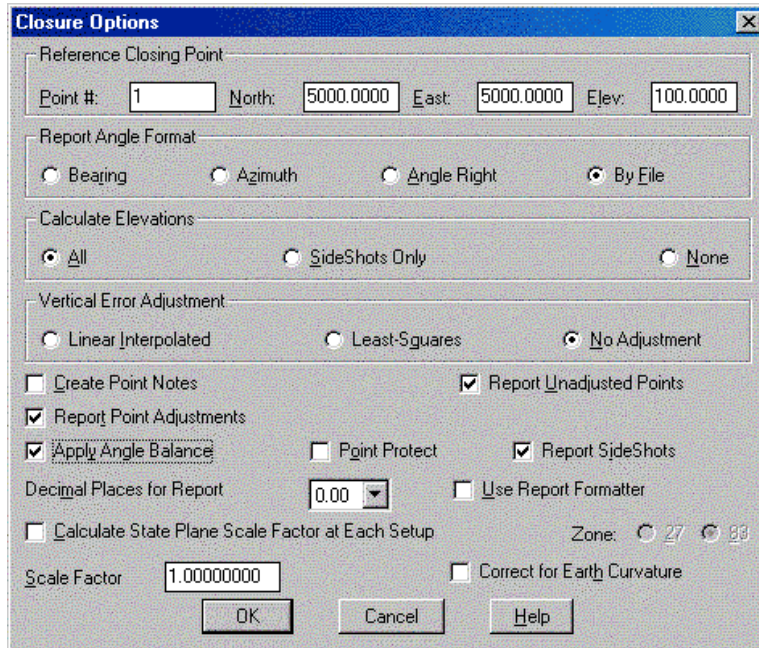 Closure Options
Reference Closing Point
Point #: 1 North: 5000.0000 East: 5000.0000 Elev: 100.0000
Report Angle Format
Bearing Azimuth Angle Right By File
Calculate Elevations
All SideShots Only None
Vertical Error Adjustment
Linear Interpolated Least-Squares No Adjustment
Create Point Notes Report Unadjusted Points
Report Point Adjustments
Apply Angle Balance Point Protect Report SideShots
Decimal Places for Report 0.00 Use Report Formatter
Calculate State Plane Scale Factor at Each Setup Zone: 27 83
Scale Factor 1.00000000 Correct for Earth Curvature
OK Cancel Help